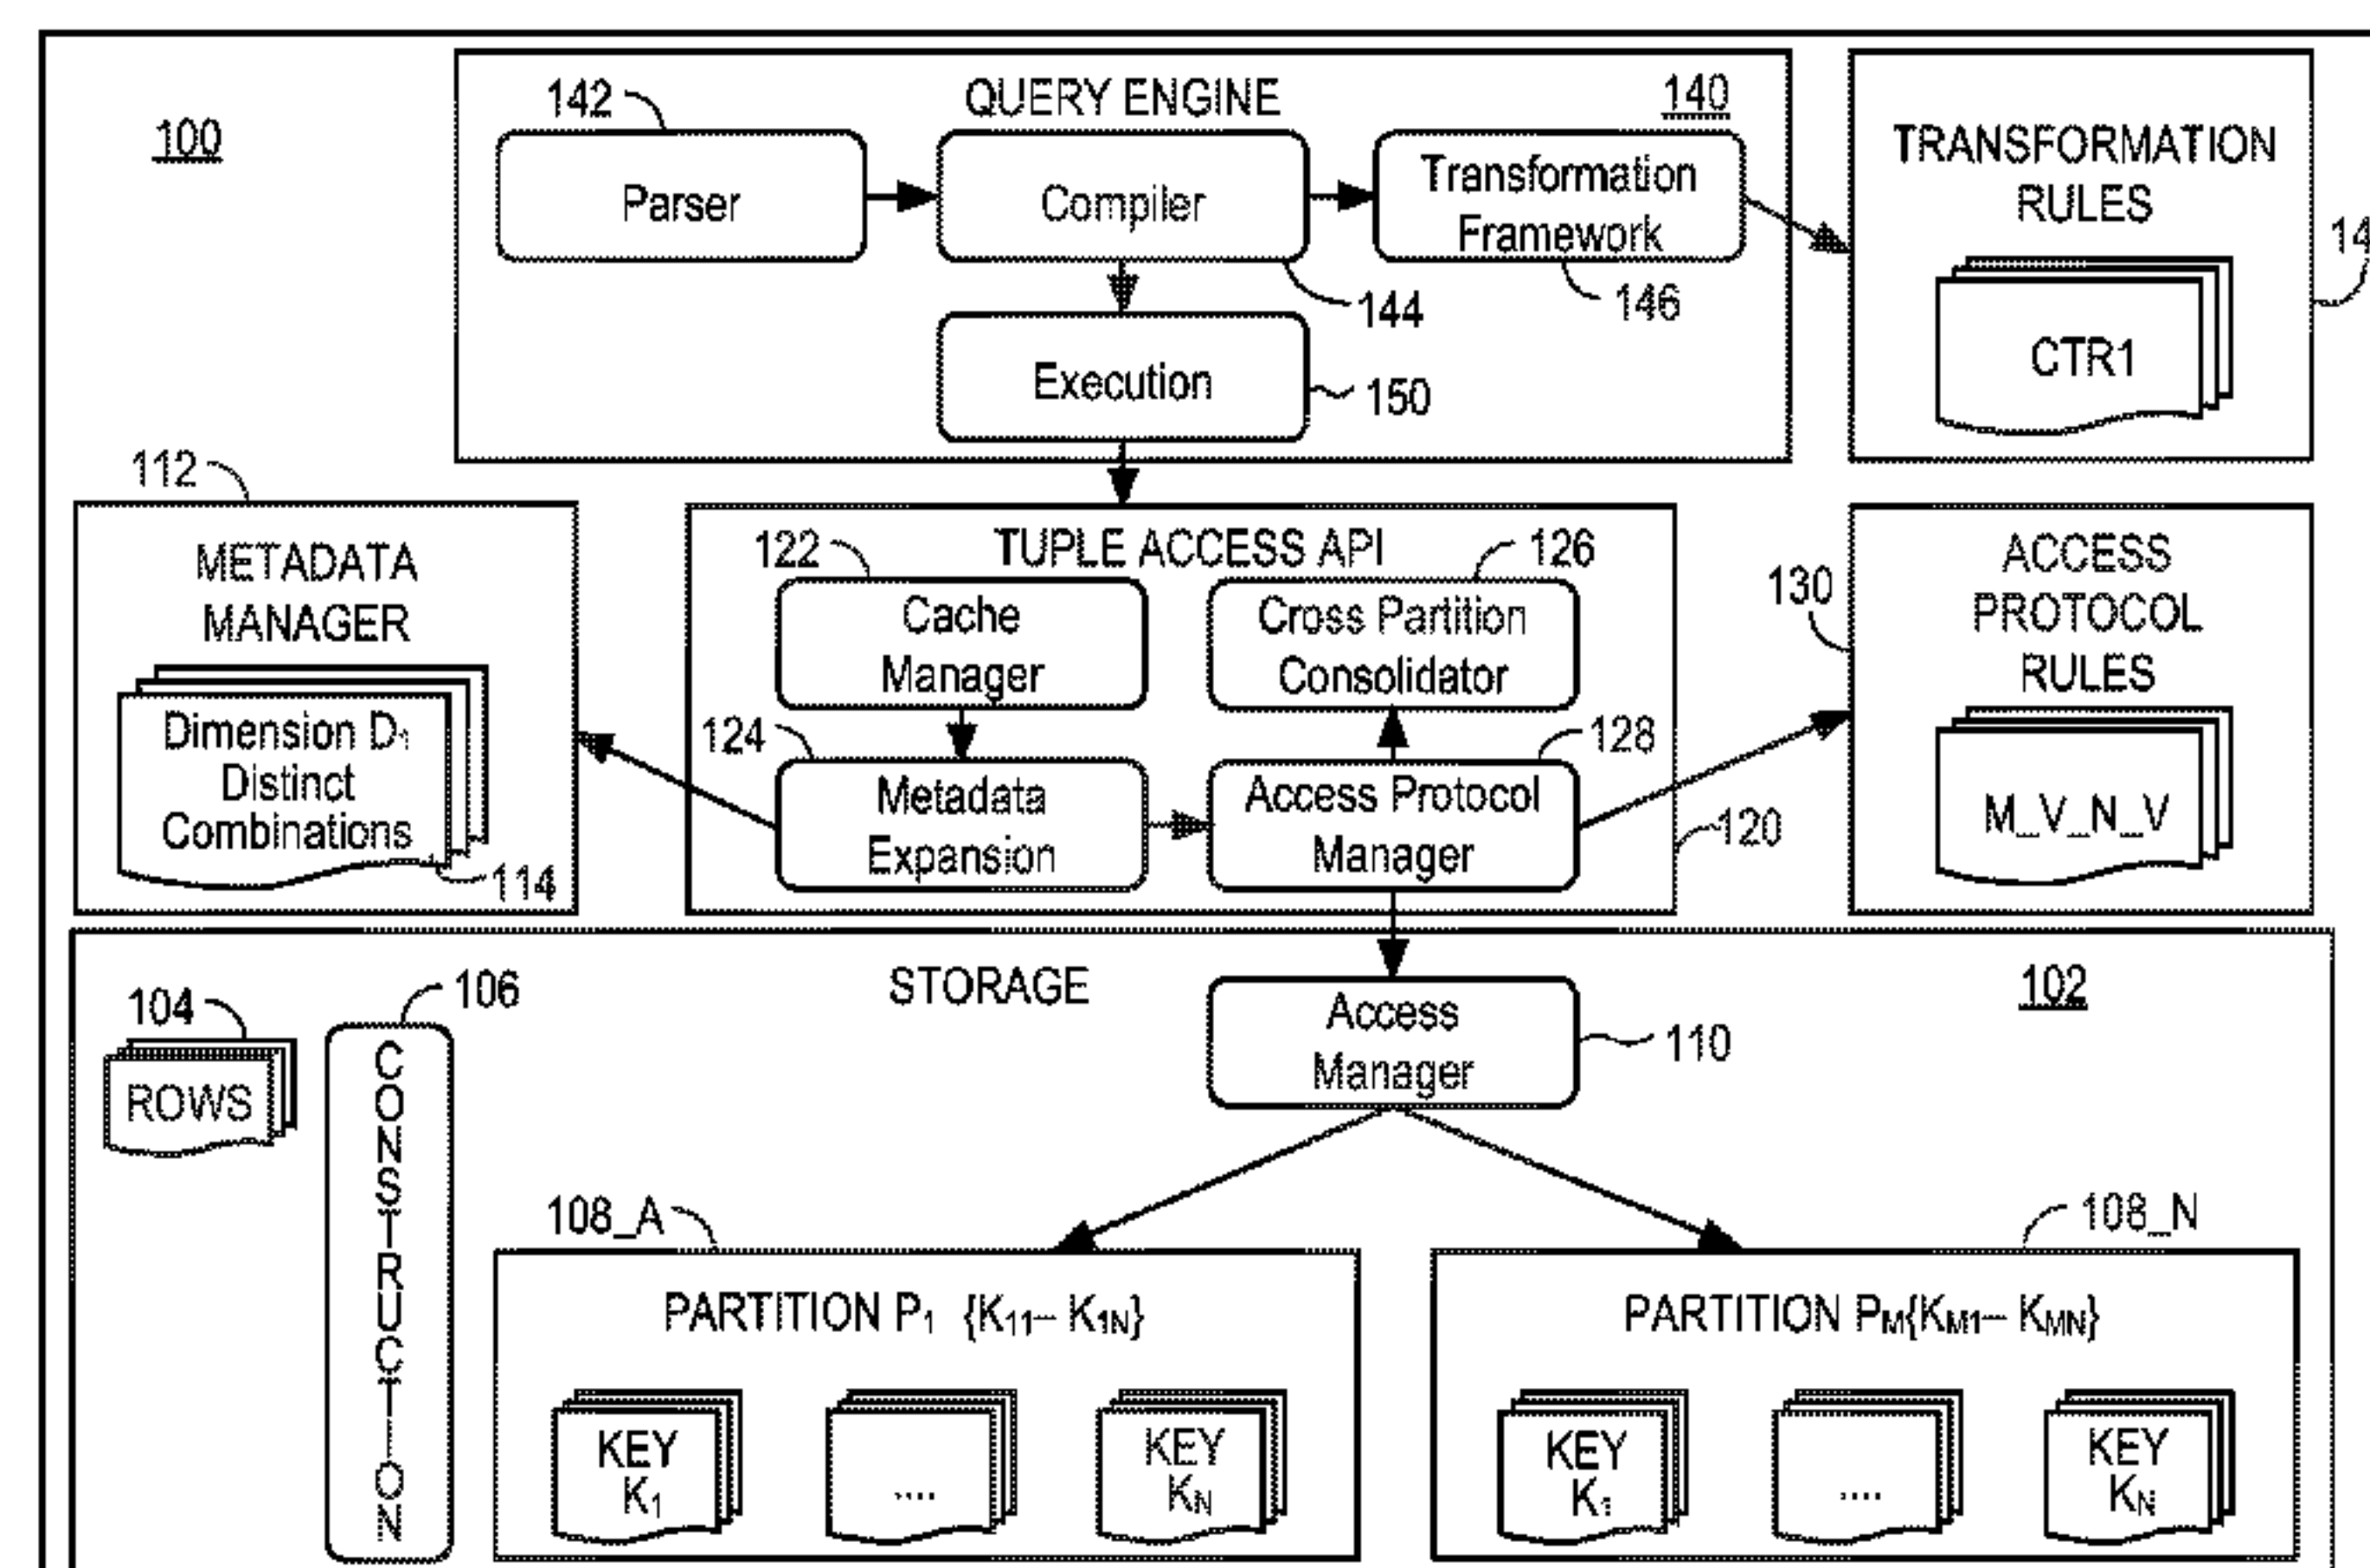 100
142
QUERY ENGINE
140
Parser
Compiler
Transformation
Framework
144
146
Execution
150
TRANSFORMATION
RULES
CTR1
14
112
METADATA
MANAGER
Dimension D₁
Distinct
Combinations
114
TUPLE ACCESS API
122
126
Cache
Manager
Cross Partition
Consolidator
124
128
Metadata
Expansion
Access Protocol
Manager
120
130
ACCESS
PROTOCOL
RULES
M_V_N_V
STORAGE
102
104
ROWS
106
CONSTRUCTION
Access
Manager
110
108_A
PARTITION P₁ {K₁₁– K₁N}
KEY
K₁
....
KEY
KN
108_N
PARTITION PM{KM1– KMN}
KEY
K₁
....
KEY
KN